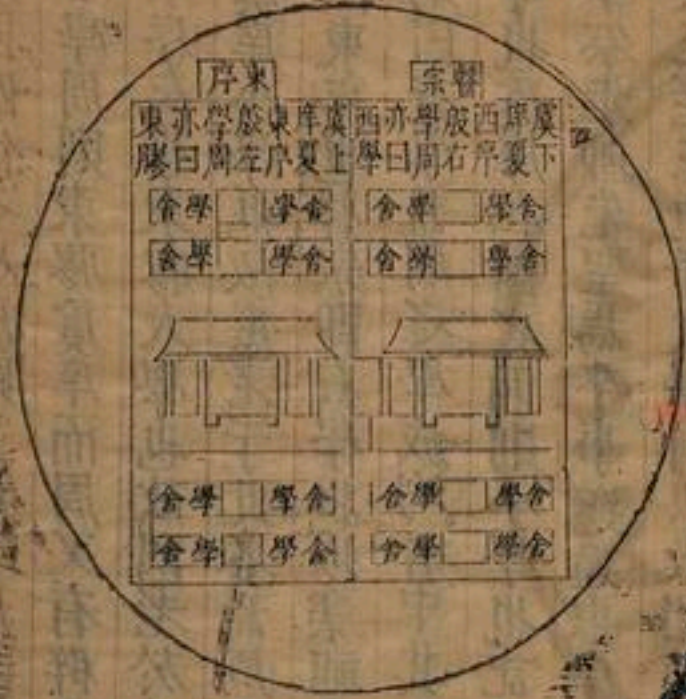 瞽宗
虞下
庠夏
西序
殷右
學周
亦曰
西學
舍學 學舍
舍學 學舍
舍學 學舍
舍學 學舍
東序
虞上
庠夏
東序
殷左
學周
亦曰
東膠
舍學 學舍
舍學 學舍
舍學 學舍
舍學 學舍